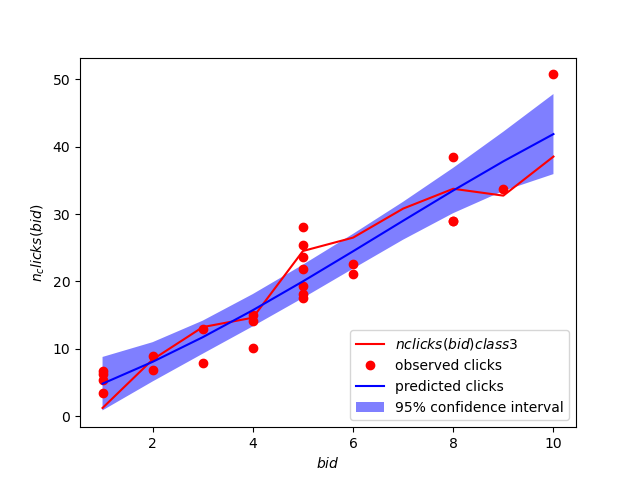 50
40
30
20
10
0
n_clicks(bid)
nclicks(bid)class3
observed clicks
predicted clicks
95% confidence interval
2
4
6
8
10
bid